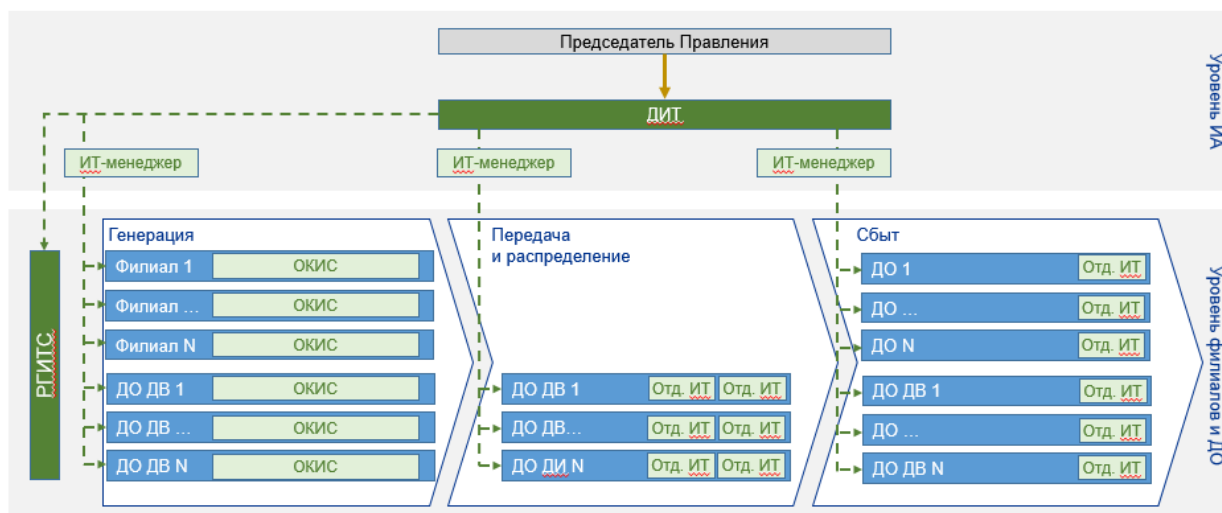 Председатель Правления
ДИТ
ИТ-менеджер
ИТ-менеджер
ИТ-менеджер
Уровень ИА
РГИТС
Генерация
Филиал 1
ОКИС
Филиал ...
ОКИС
Филиал N
ОКИС
ДО ДВ 1
ОКИС
ДО ДВ ...
ОКИС
ДО ДВ N
ОКИС
Передача
и распределение
ДО ДВ 1
Отд. ИТ
Отд. ИТ
ДО ДВ...
Отд. ИТ
Отд. ИТ
ДО ДИ N
Отд. ИТ
Отд. ИТ
Сбыт
ДО 1
Отд. ИТ
ДО ...
Отд. ИТ
ДО N
Отд. ИТ
ДО ДВ 1
Отд. ИТ
ДО ...
Отд. ИТ
ДО ДВ N
Отд. ИТ
Уровень филиалов и ДО